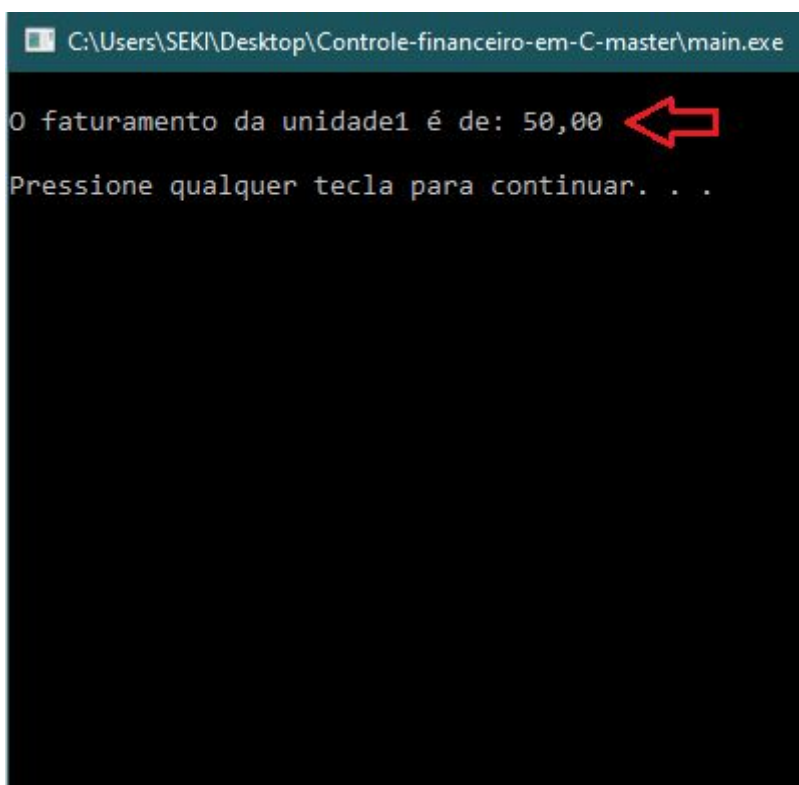 C:\Users\SEKI\Desktop\Controle-financeiro-em-C-master\main.exe
O faturamento da unidade1 é de: 50,00
Pressione qualquer tecla para continuar. . .